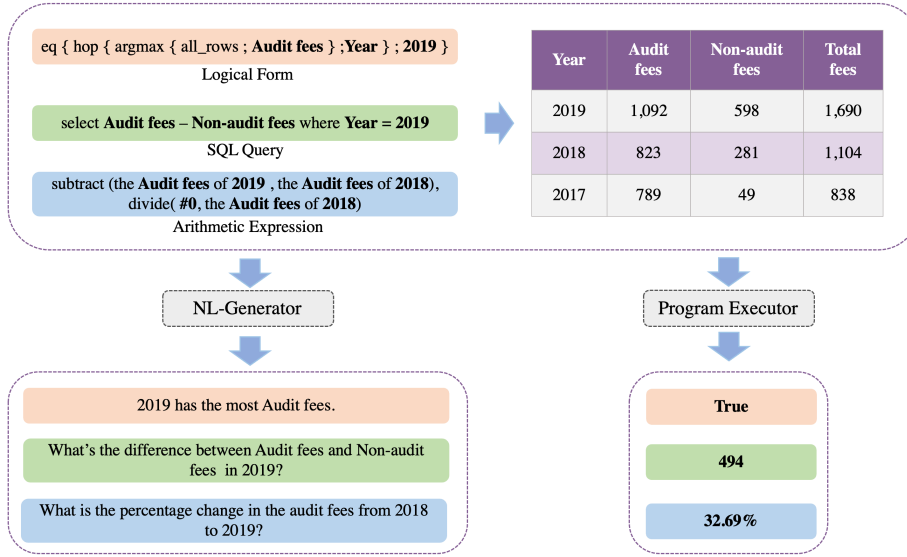 eq { hop { argmax { all_rows ; Audit fees } ;Year } ; 2019 }
Logical Form
select Audit fees – Non-audit fees where Year = 2019
SQL Query
subtract (the Audit fees of 2019 , the Audit fees of 2018),
divide( #0, the Audit fees of 2018)
Arithmetic Expression
Year Audit fees Non-audit fees Total fees
2019 1,092 598 1,690
2018 823 281 1,104
2017 789 49 838
NL-Generator
Program Executor
2019 has the most Audit fees.
What's the difference between Audit fees and Non-audit
fees in 2019?
What is the percentage change in the audit fees from 2018
to 2019?
True
494
32.69%